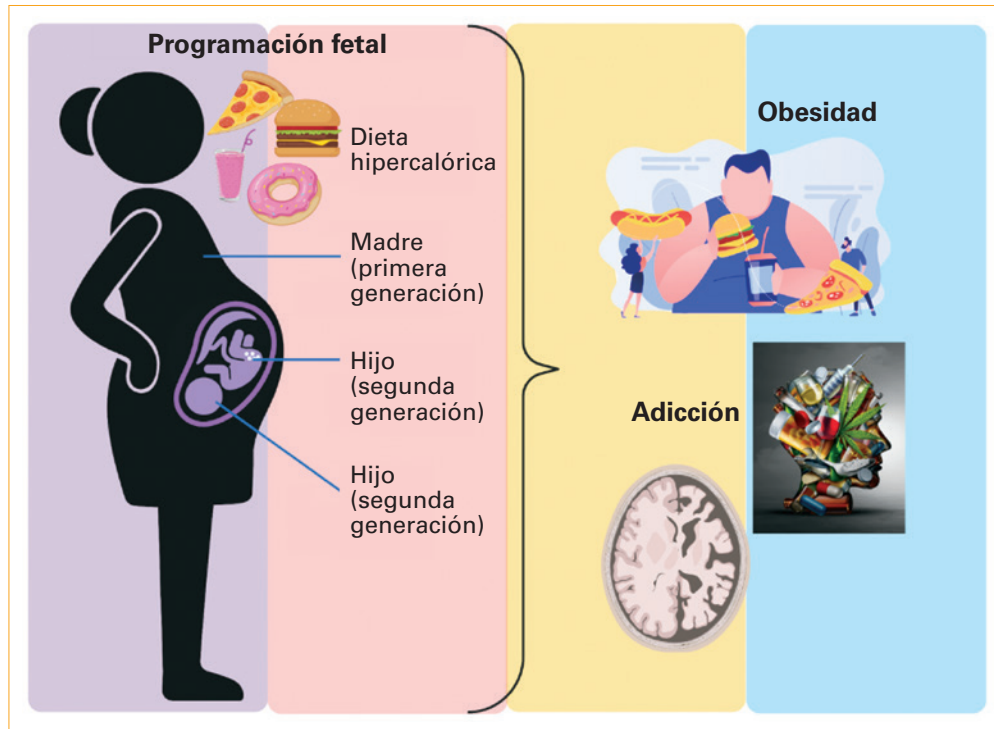 Programación fetal
Dieta
hipercalórica
Madre
(primera
generación)
Hijo
(segunda
generación)
Hijo
(segunda
generación)
Obesidad
Adicción